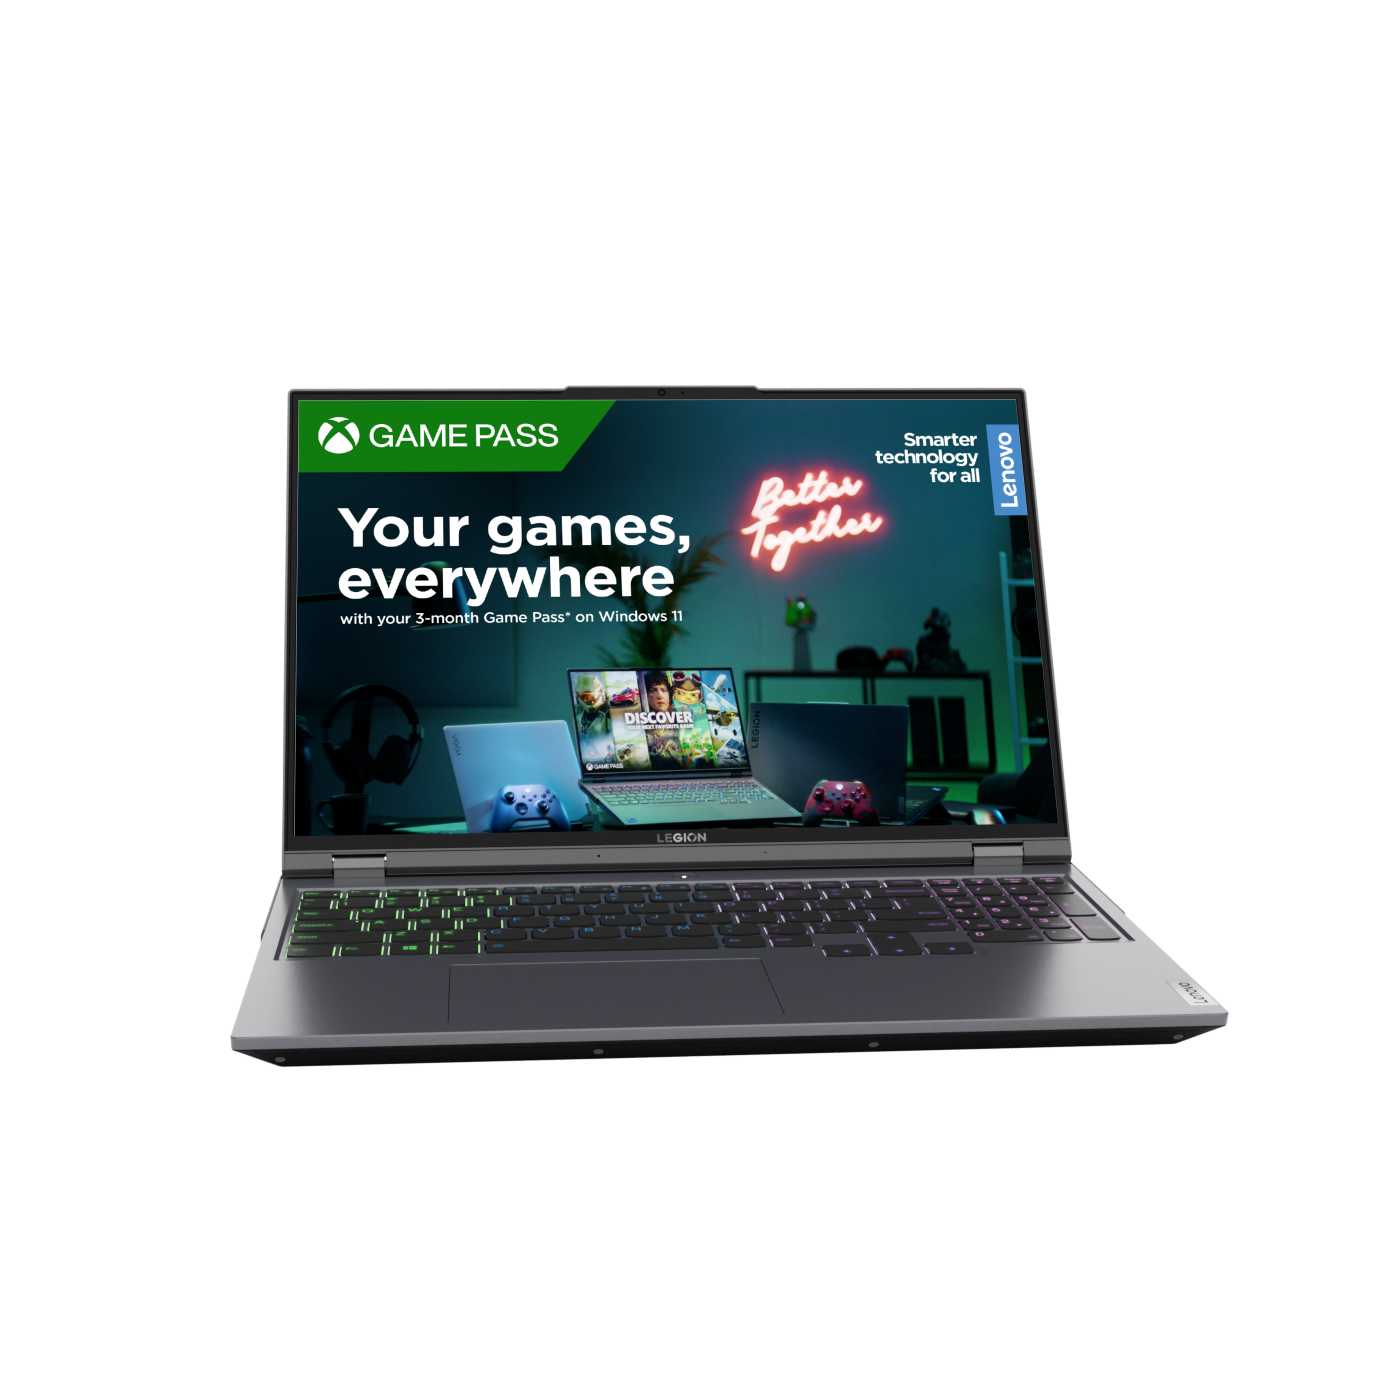 GAME PASS
Smarter
technology
for all
Lenovo
Better
Together
Your games,
everywhere
with your 3-month Game Pass* on Windows 11
DISCOVER
YOUR NEXT FAVORITE GAME
GAME PASS
LEGION
LEGION
Q W E
A S D
Z X
C V B N M
Lenovo